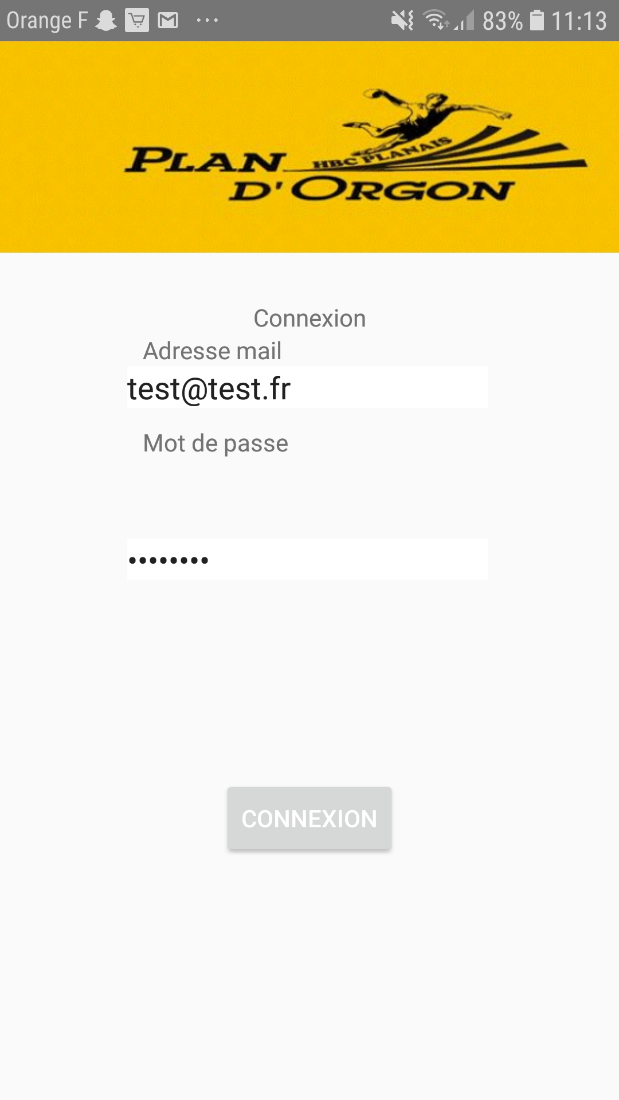 Orange F ... 83% 11:13
PLAN HBC PLANAIS
D'ORGON
Connexion
Adresse mail
test@test.fr
Mot de passe
••••••••
CONNEXION